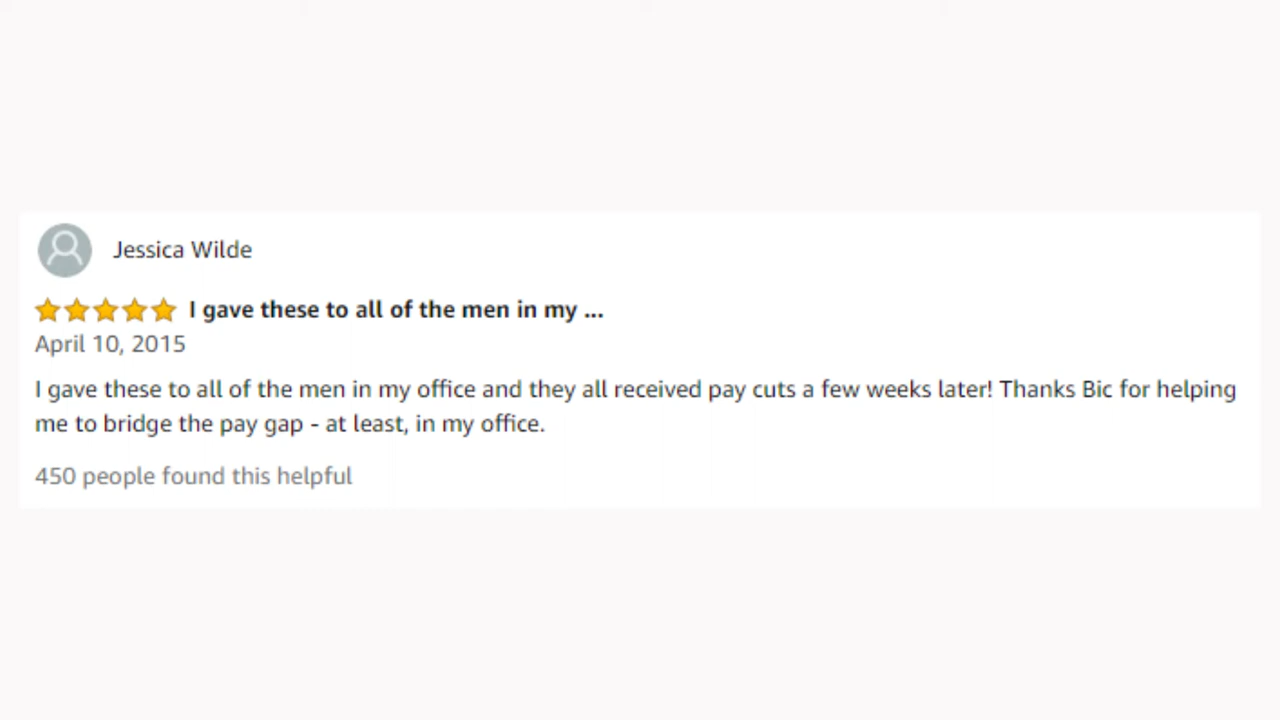 Jessica Wilde
I gave these to all of the men in my ...
April 10, 2015
I gave these to all of the men in my office and they all received pay cuts a few weeks later! Thanks Bic for helping
me to bridge the pay gap - at least, in my office.
450 people found this helpful